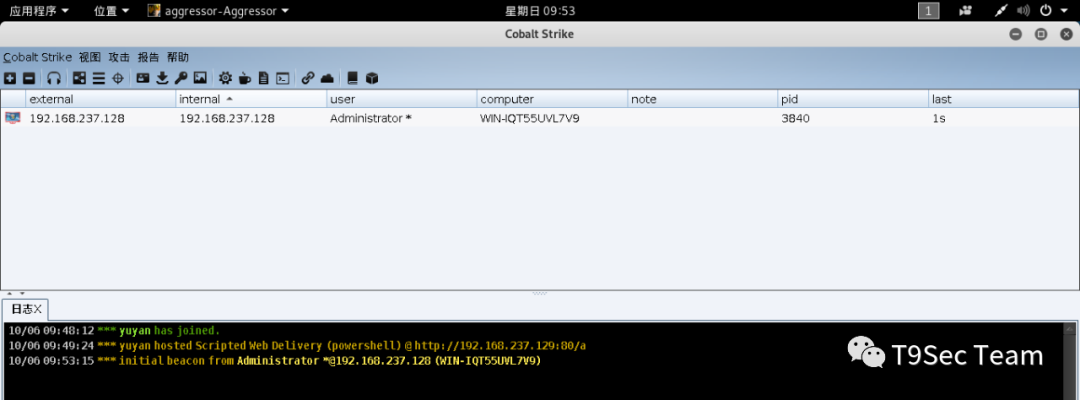 应用程序 位置 aggressor-Aggressor 星期日 09:53 1
Cobalt Strike
Cobalt Strike 视图 攻击 报告 帮助
external internal user computer note pid last
192.168.237.128 192.168.237.128 Administrator * WIN-IQT55UVL7V9 3840 1s
日志X
10/06 09:48:12 *** yuyan has joined.
10/06 09:49:24 *** yuyan hosted Scripted Web Delivery (powershell) @ http://192.168.237.129:80/a
10/06 09:53:15 *** initial beacon from Administrator *@192.168.237.128 (WIN-IQT55UVL7V9)
T9Sec Team